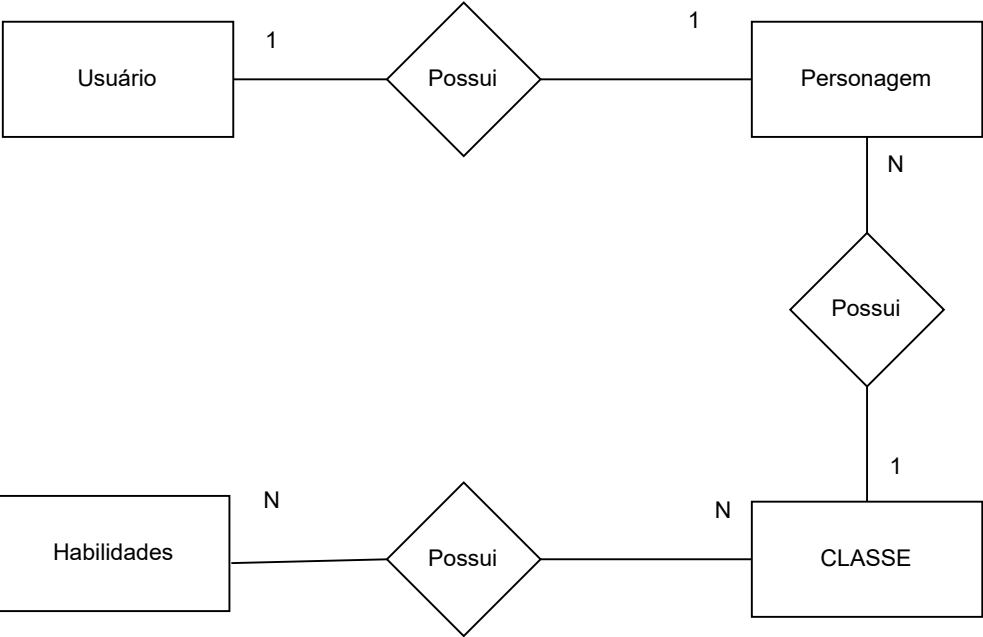 Usuário
1
Possui
1
Personagem
N
Possui
1
Habilidades
N
Possui
N
CLASSE